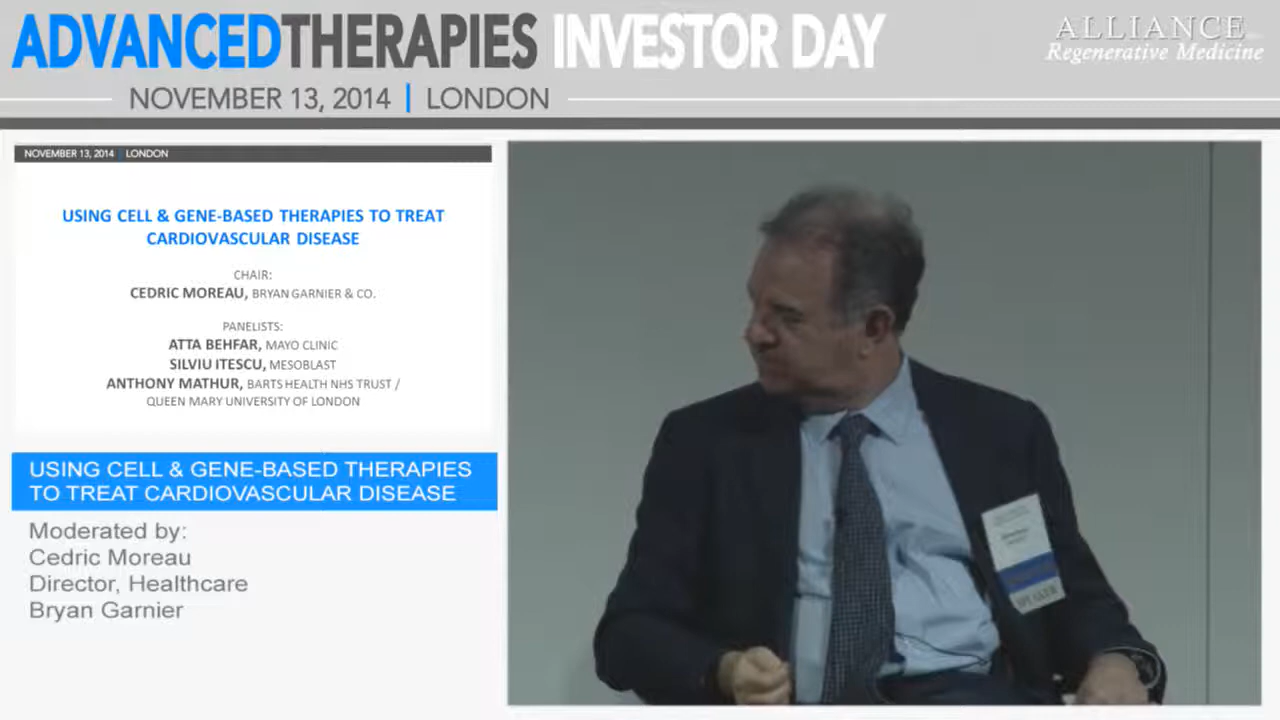 ADVANCEDTHERAPIES INVESTOR DAY
NOVEMBER 13, 2014 | LONDON
ALLIANCE
Regenerative Medicine
NOVEMBER 13, 2014 | LONDON
USING CELL & GENE-BASED THERAPIES TO TREAT
CARDIOVASCULAR DISEASE
CHAIR:
CEDRIC MOREAU, BRYAN GARNIER & CO.
PANELISTS:
ATTA BEHFAR, MAYO CLINIC
SILVIU ITESCU, MESOBLAST
ANTHONY MATHUR, BARTS HEALTH NHS TRUST /
QUEEN MARY UNIVERSITY OF LONDON
USING CELL & GENE-BASED THERAPIES
TO TREAT CARDIOVASCULAR DISEASE
Moderated by:
Cedric Moreau
Director, Healthcare
Bryan Garnier
SPEAKER